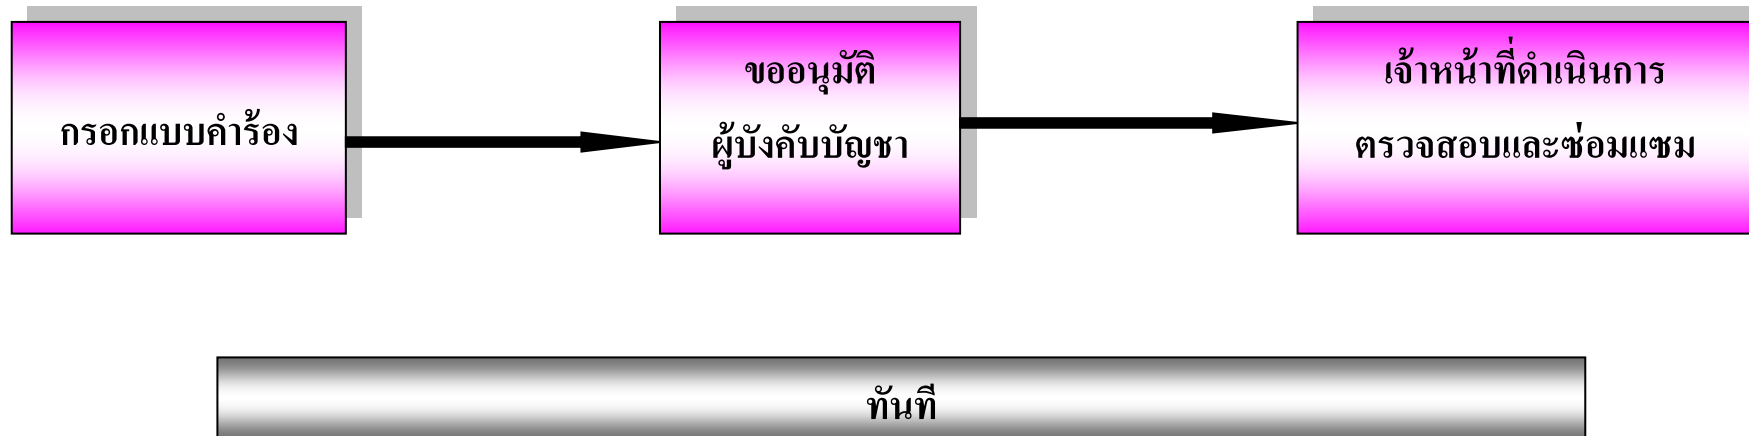 กรอกแบบคำร้อง
ขออนุมัติ
ผู้บังคับบัญชา
เจ้าหน้าที่ดำเนินการ
ตรวจสอบและซ่อมแซม
ทันที